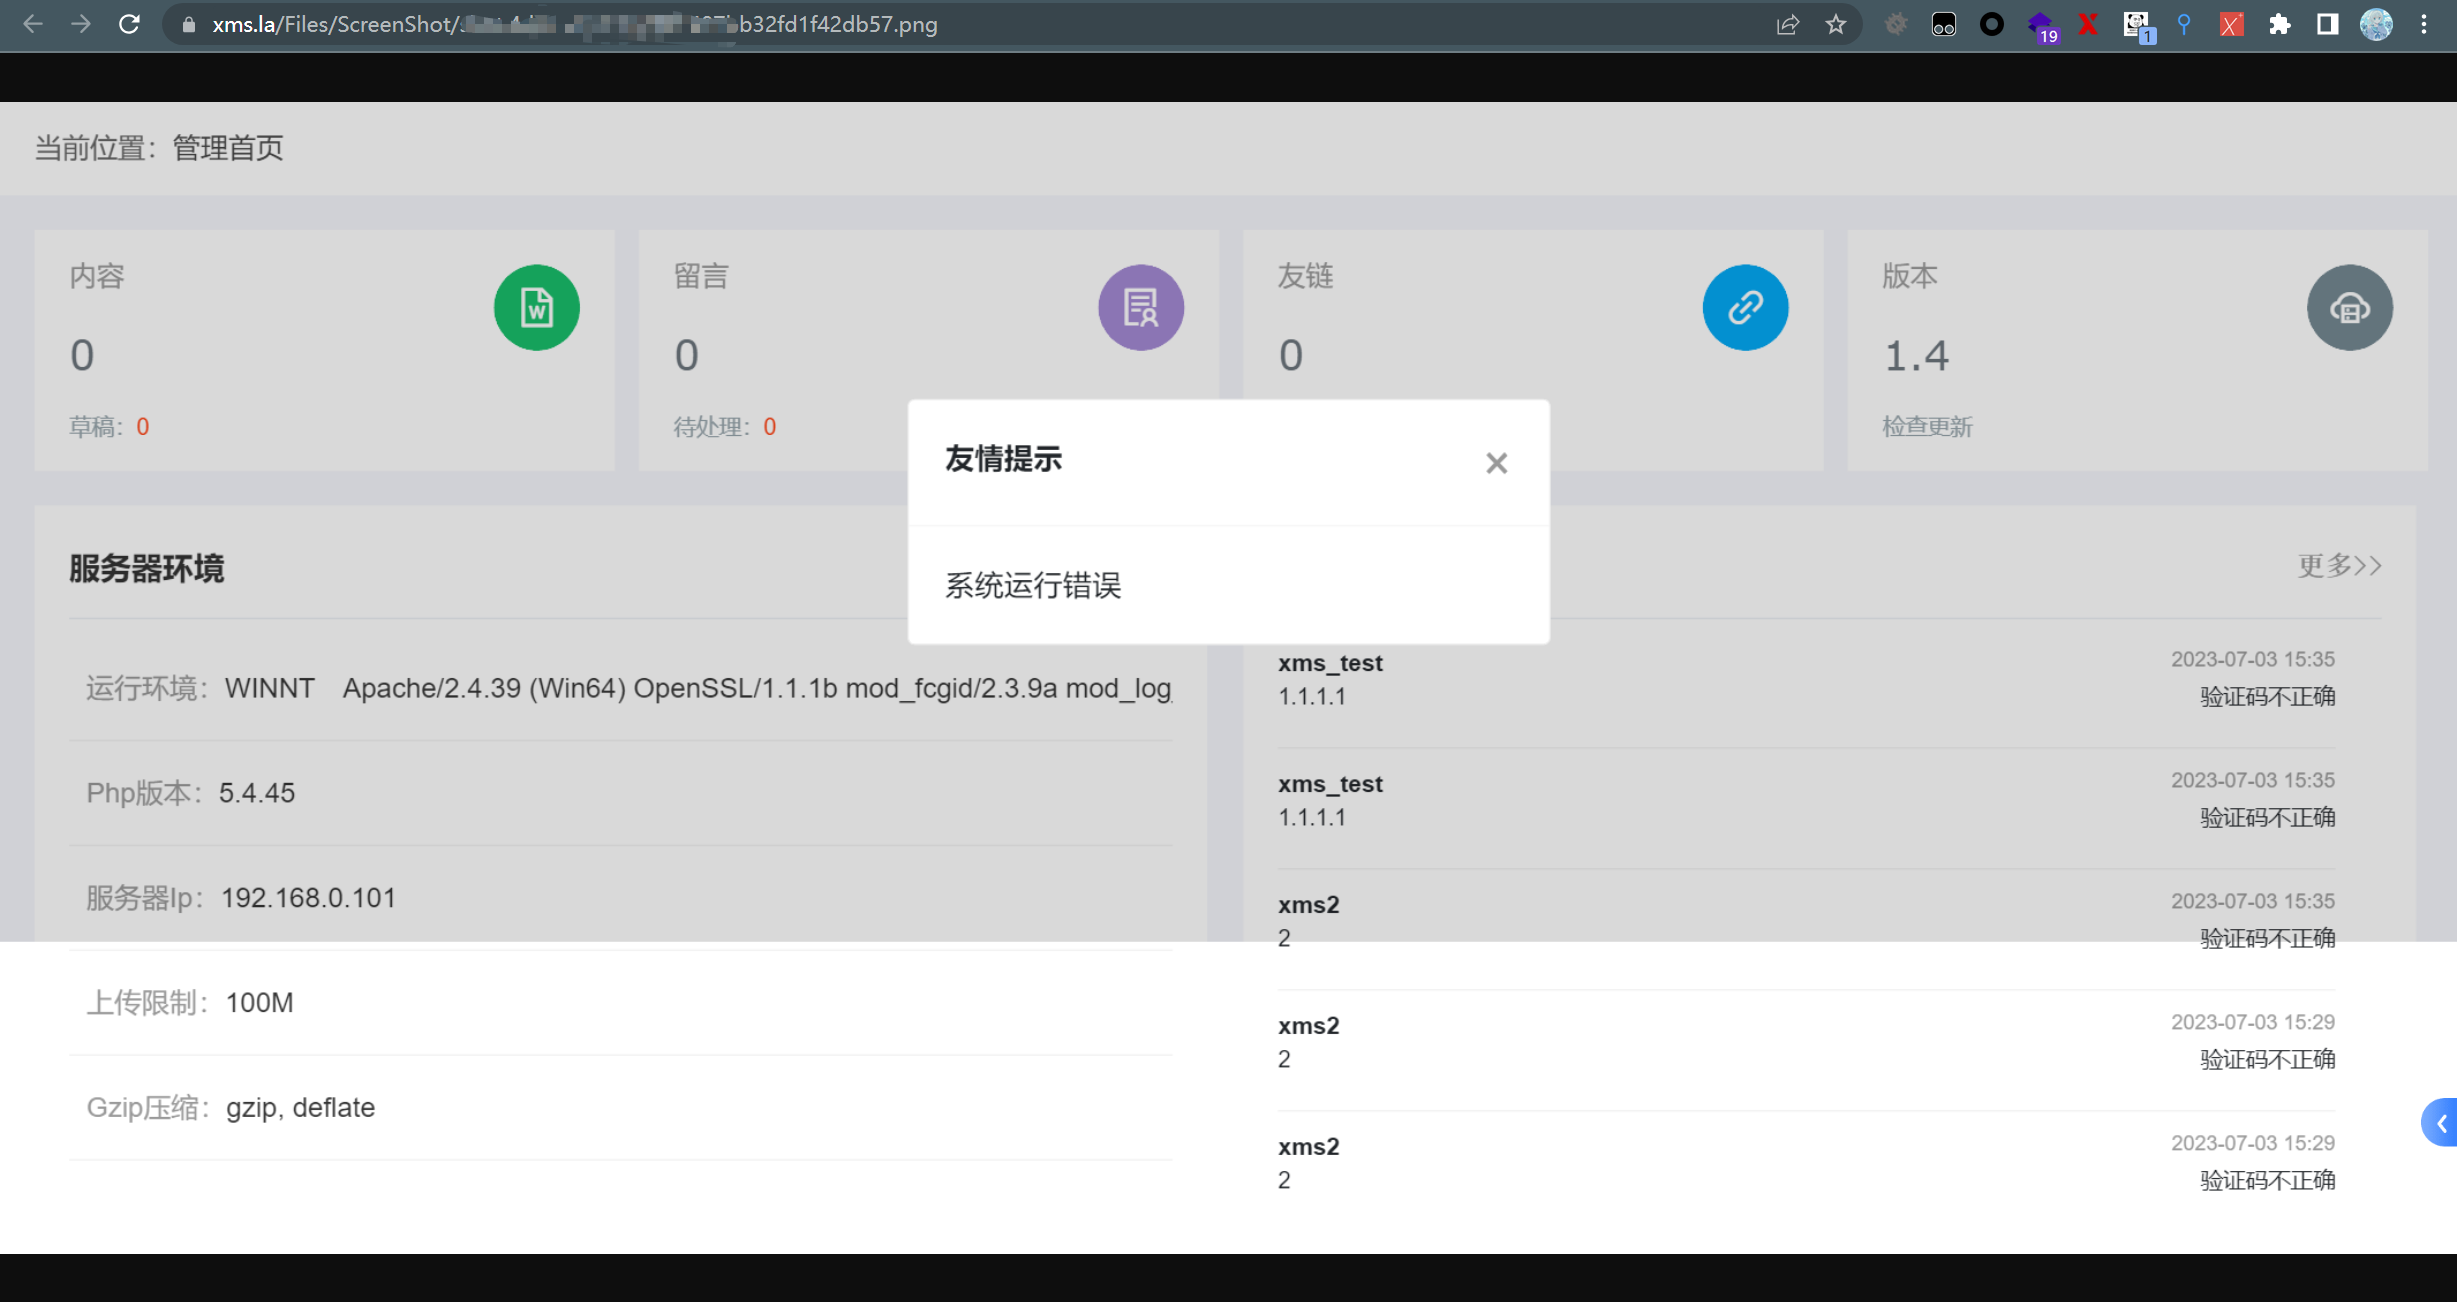 xms.la/Files/ScreenShot/
b32fd1f42db57.png
19
1
当前位置：管理首页
内容
0
草稿：0
留言
0
待处理：0
友链
0
版本
1.4
检查更新
友情提示
系统运行错误
服务器环境
运行环境：WINNT Apache/2.4.39 (Win64) OpenSSL/1.1.1b mod_fcgid/2.3.9a mod_log_
Php版本：5.4.45
服务器Ip：192.168.0.101
上传限制：100M
Gzip压缩：gzip, deflate
更多>>
xms_test 2023-07-03 15:35
1.1.1.1 验证码不正确
xms_test 2023-07-03 15:35
1.1.1.1 验证码不正确
xms2 2023-07-03 15:35
2 验证码不正确
xms2 2023-07-03 15:29
2 验证码不正确
xms2 2023-07-03 15:29
2 验证码不正确